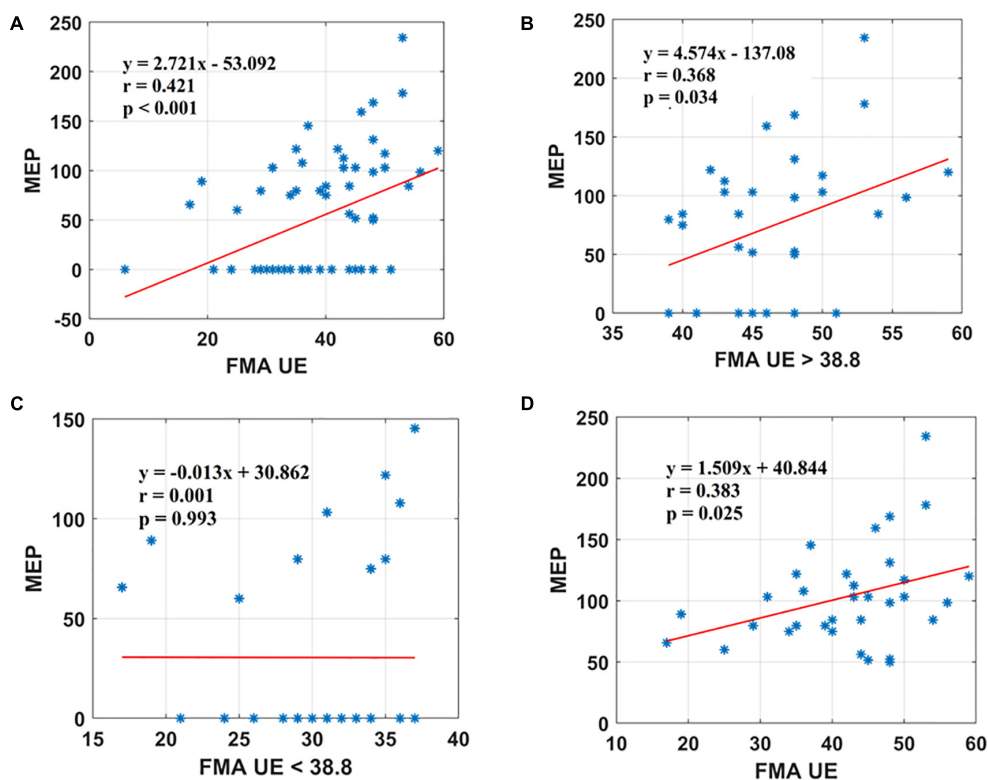 A
250
200
150
100
50
0
-50
MEP
y = 2.721x - 53.092
r = 0.421
p < 0.001
0 20 40 60
FMA UE
B
250
200
150
100
50
0
MEP
y = 4.574x - 137.08
r = 0.368
p = 0.034
35 40 45 50 55 60
FMA UE > 38.8
C
150
100
50
0
MEP
y = -0.013x + 30.862
r = 0.001
p = 0.993
15 20 25 30 35 40
FMA UE < 38.8
D
250
200
150
100
50
0
MEP
y = 1.509x + 40.844
r = 0.383
p = 0.025
10 20 30 40 50 60
FMA UE